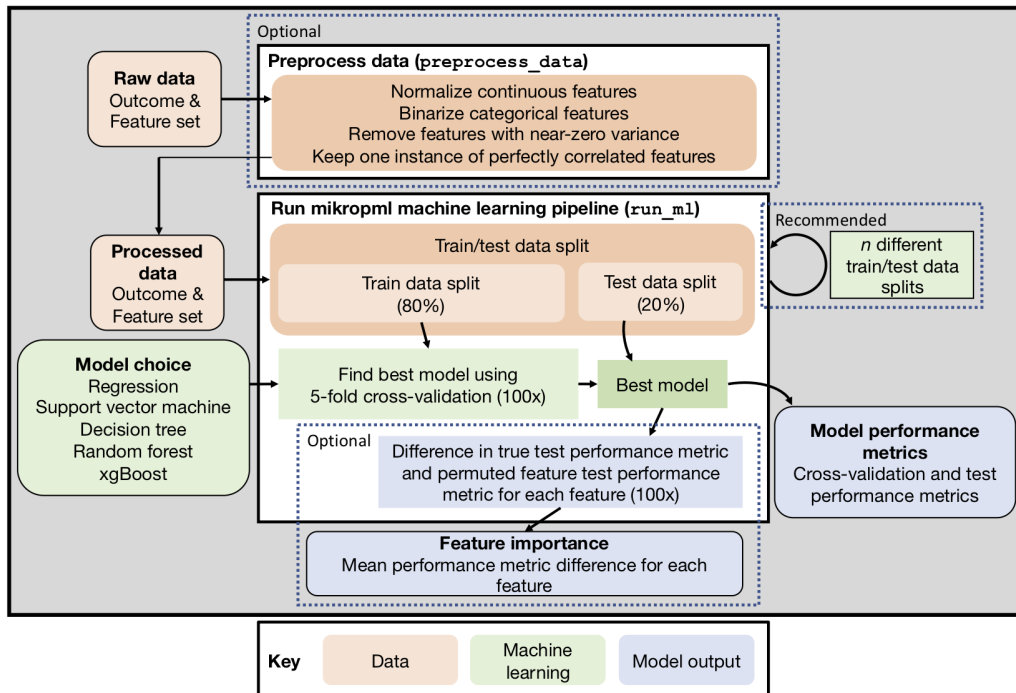 Optional
Preprocess data (preprocess_data)
Raw data
Outcome &
Feature set
Normalize continuous features
Binarize categorical features
Remove features with near-zero variance
Keep one instance of perfectly correlated features
Run mikropml machine learning pipeline (run_ml)
Recommended
n different
train/test data
splits
Processed
data
Outcome &
Feature set
Train/test data split
Train data split
(80%)
Test data split
(20%)
Model choice
Regression
Support vector machine
Decision tree
Random forest
xgBoost
Find best model using
5-fold cross-validation (100x)
Best model
Model performance
metrics
Cross-validation and test
performance metrics
Optional
Difference in true test performance metric
and permuted feature test performance
metric for each feature (100x)
Feature importance
Mean performance metric difference for each
feature
Key
Data
Machine
learning
Model output